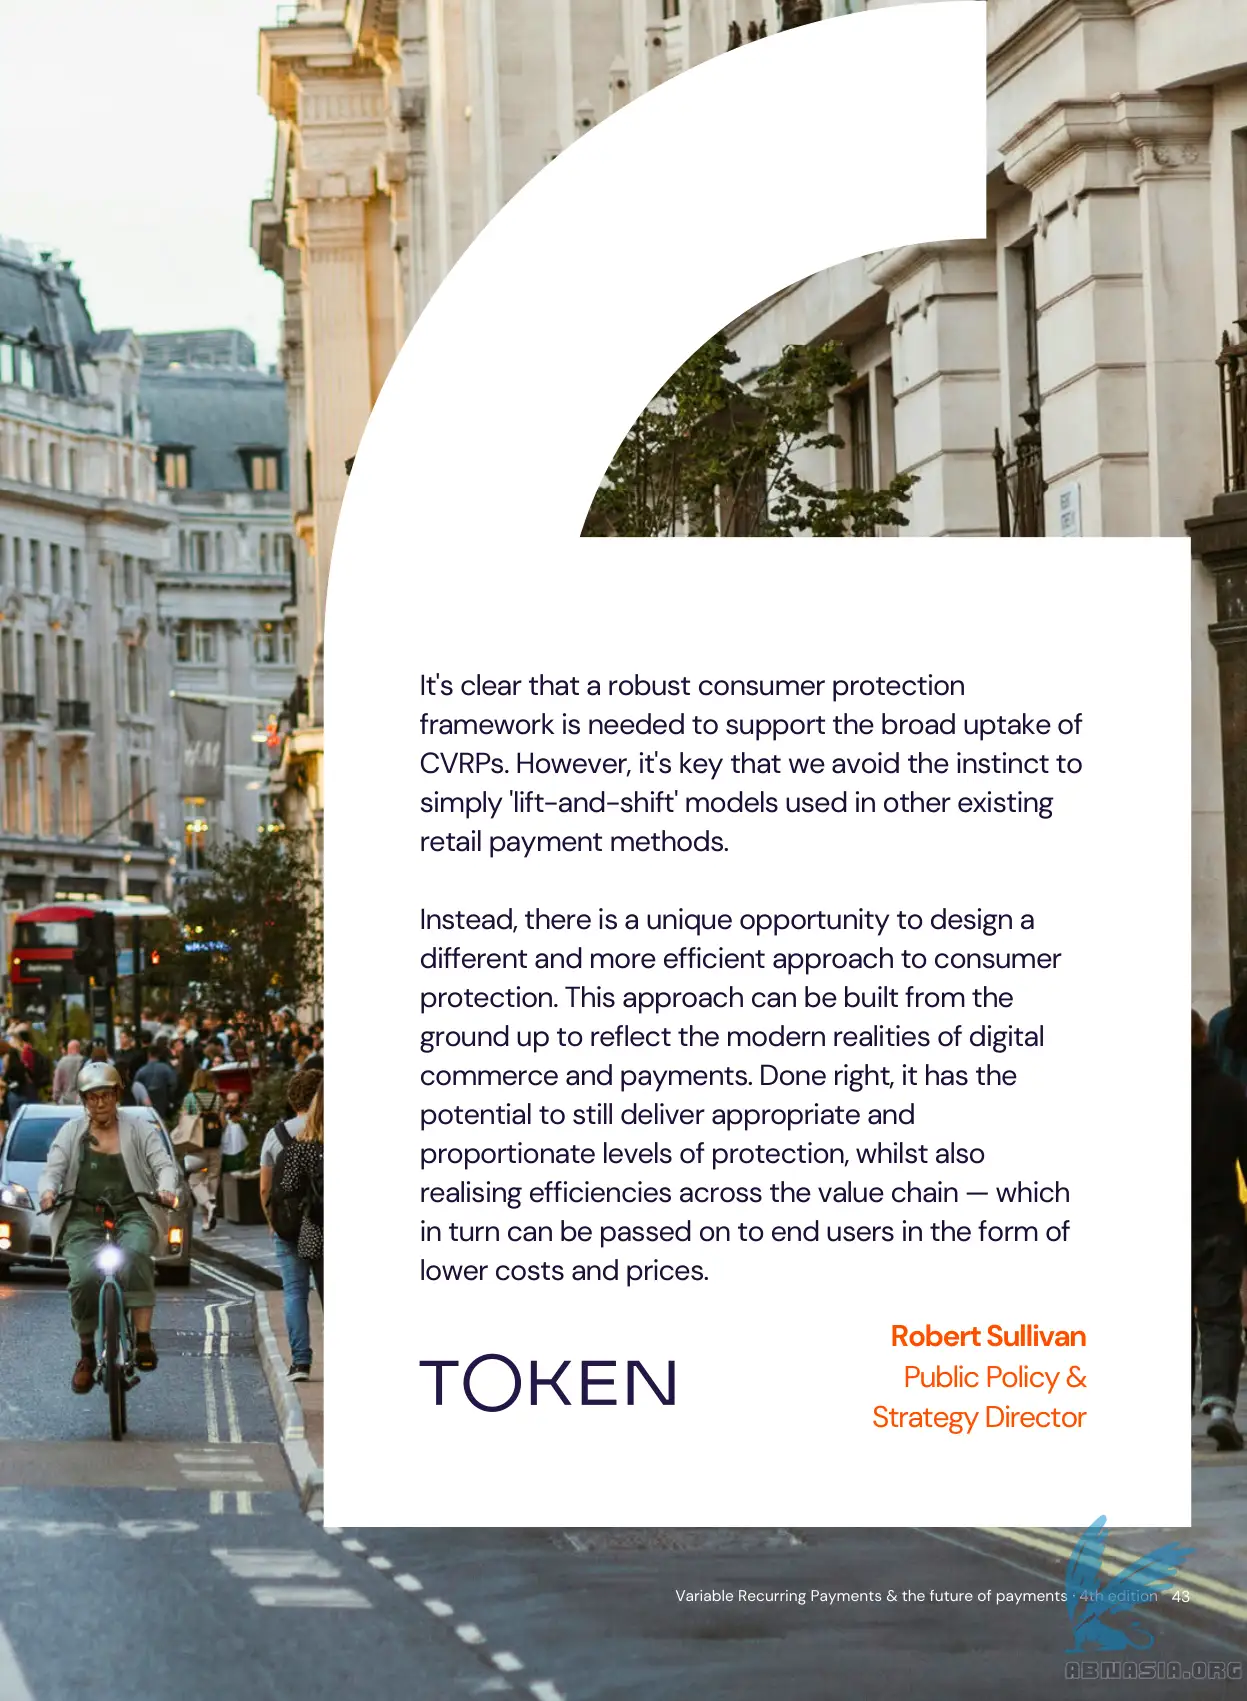 It's clear that a robust consumer protection
framework is needed to support the broad uptake of
CVRPs. However, it's key that we avoid the instinct to
simply 'lift-and-shift' models used in other existing
retail payment methods.
Instead, there is a unique opportunity to design a
different and more efficient approach to consumer
protection. This approach can be built from the
ground up to reflect the modern realities of digital
commerce and payments. Done right, it has the
potential to still deliver appropriate and
proportionate levels of protection, whilst also
realising efficiencies across the value chain — which
in turn can be passed on to end users in the form of
lower costs and prices.
Robert Sullivan
Public Policy &
Strategy Director
TOKEN
H&M
Variable Recurring Payments & the future of payments · 4th edition 43
ABNASIA.ORG